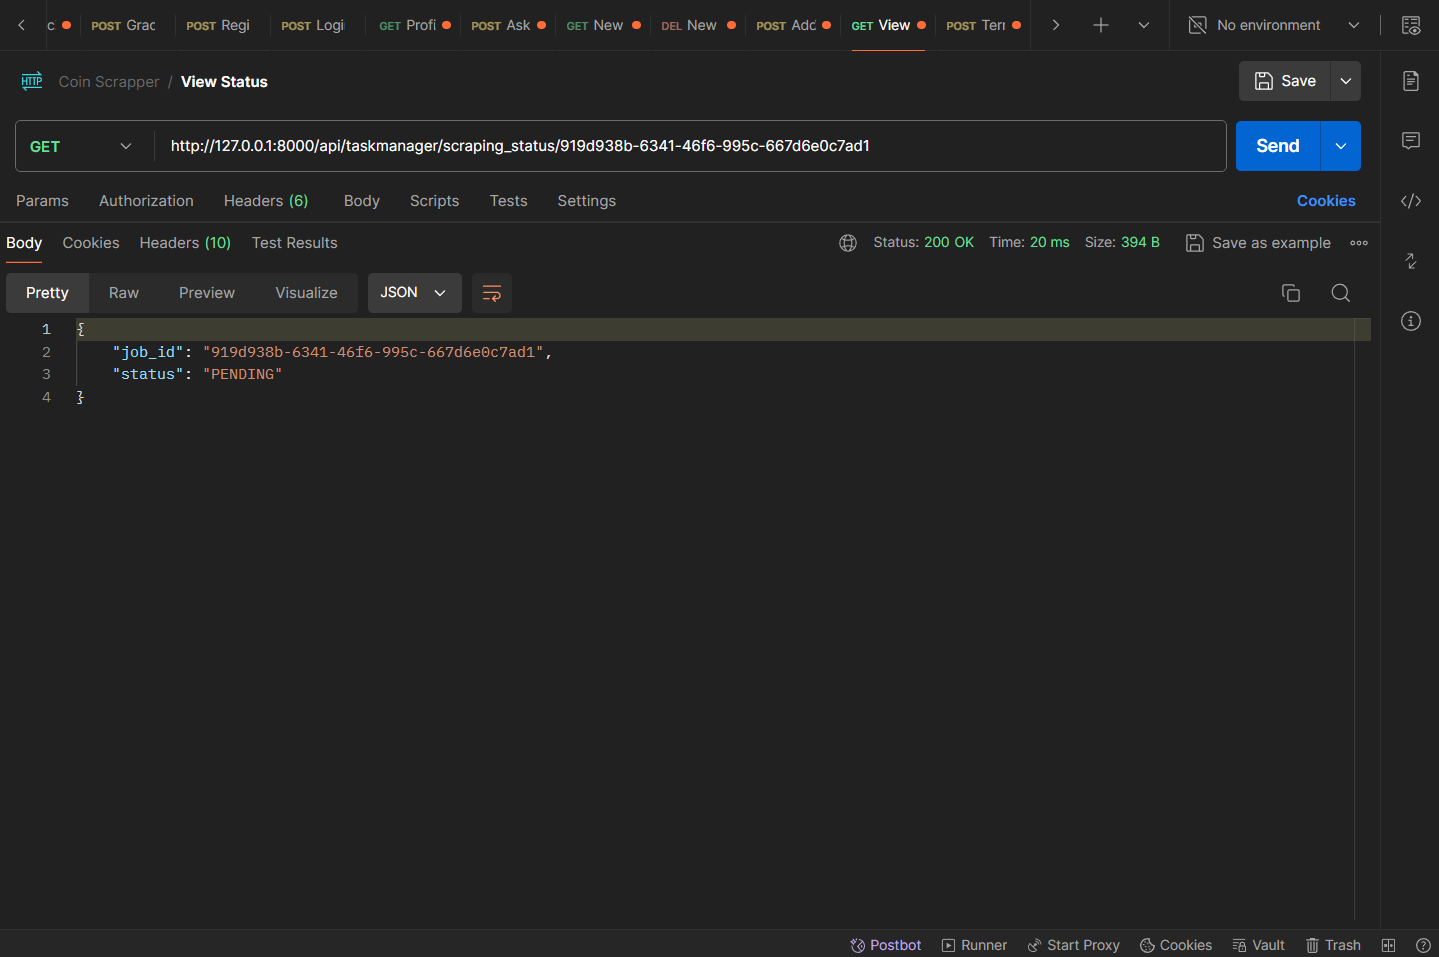 c POST Grac POST Regi POST Logi GET Profi POST Ask GET New DEL New POST Adc GET View POST Terr No environment
HTTP Coin Scrapper / View Status Save
GET http://127.0.0.1:8000/api/taskmanager/scraping_status/919d938b-6341-46f6-995c-667d6e0c7ad1 Send
Params Authorization Headers (6) Body Scripts Tests Settings Cookies
Body Cookies Headers (10) Test Results Status: 200 OK Time: 20 ms Size: 394 B Save as example
Pretty Raw Preview Visualize JSON
1 {
2 "job_id": "919d938b-6341-46f6-995c-667d6e0c7ad1",
3 "status": "PENDING"
4 }
Postbot Runner Start Proxy Cookies Vault Trash